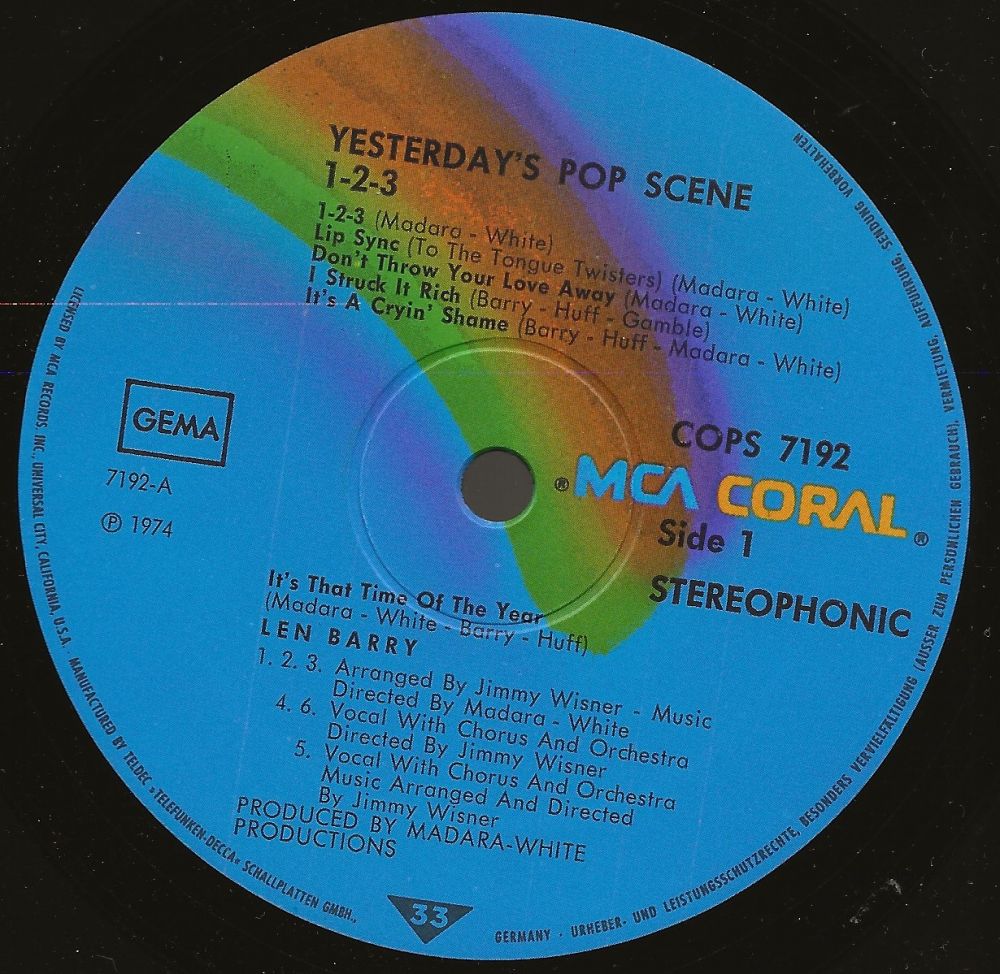 YESTERDAY'S POP SCENE
1-2-3
1-2-3 (Madara - White)
Lip Sync (To The Tongue Twisters) (Madara - White)
Don't Throw Your Love Away (Madara - White)
I Struck It Rich (Barry - Huff - Gamble)
It's A Cryin' Shame (Barry - Huff - Madara - White)
GEMA
7192-A
℗ 1974
COPS 7192
® MCA CORAL ®
Side 1
STEREOPHONIC
It's That Time Of The Year
(Madara - White - Barry - Huff)
LEN BARRY
1. 2. 3. Arranged By Jimmy Wisner - Music
Directed By Madara - White
4. 6. Vocal With Chorus And Orchestra
Directed By Jimmy Wisner
5. Vocal With Chorus And Orchestra
Music Arranged And Directed
By Jimmy Wisner
PRODUCED BY MADARA-WHITE
PRODUCTIONS
33
LICENSED BY MCA RECORDS, INC., UNIVERSAL CITY, CALIFORNIA, U.S.A. MANUFACTURED BY TELDEC »TELEFUNKEN-DECCA« SCHALLPLATTEN GMBH.,
GERMANY · URHEBER- UND LEISTUNGSSCHUTZRECHTE, BESONDERS VERVIELFÄLTIGUNG (AUSSER ZUM PERSÖNLICHEN GEBRAUCH), VERMIETUNG, AUFFÜHRUNG, SENDUNG VORBEHALTEN